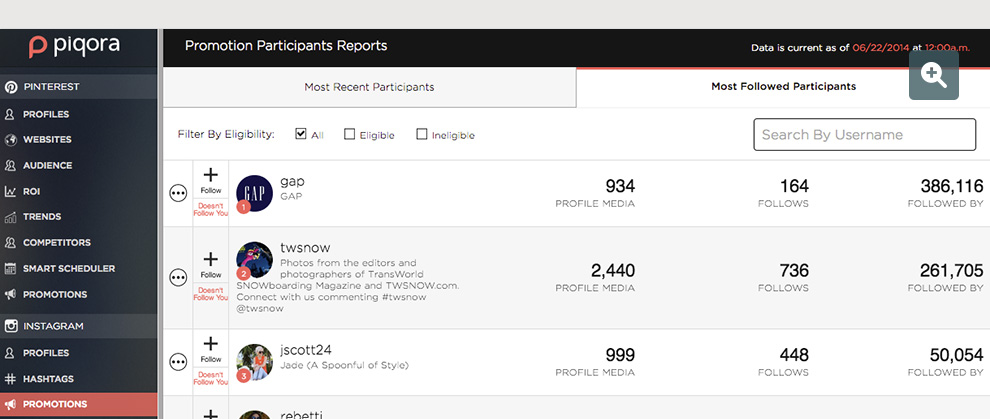 piqora
Promotion Participants Reports
Data is current as of 06/22/2014 at 12:00a.m.
PINTEREST
PROFILES
WEBSITES
AUDIENCE
ROI
TRENDS
COMPETITORS
SMART SCHEDULER
PROMOTIONS
INSTAGRAM
PROFILES
HASHTAGS
PROMOTIONS
Most Recent Participants
Most Followed Participants
Filter By Eligibility:
All
Eligible
Ineligible
Search By Username
Follow
Doesn't
Follow You
GAP
1
gap
GAP
934
PROFILE MEDIA
164
FOLLOWS
386,116
FOLLOWED BY
Follow
Doesn't
Follow You
2
twsnow
Photos from the editors and
photographers of TransWorld
SNOWboarding Magazine and TWSNOW.com.
Connect with us commenting #twsnow
@twsnow
2,440
PROFILE MEDIA
736
FOLLOWS
261,705
FOLLOWED BY
Follow
Doesn't
Follow You
3
jscott24
Jade (A Spoonful of Style)
999
PROFILE MEDIA
448
FOLLOWS
50,054
FOLLOWED BY
rebetti